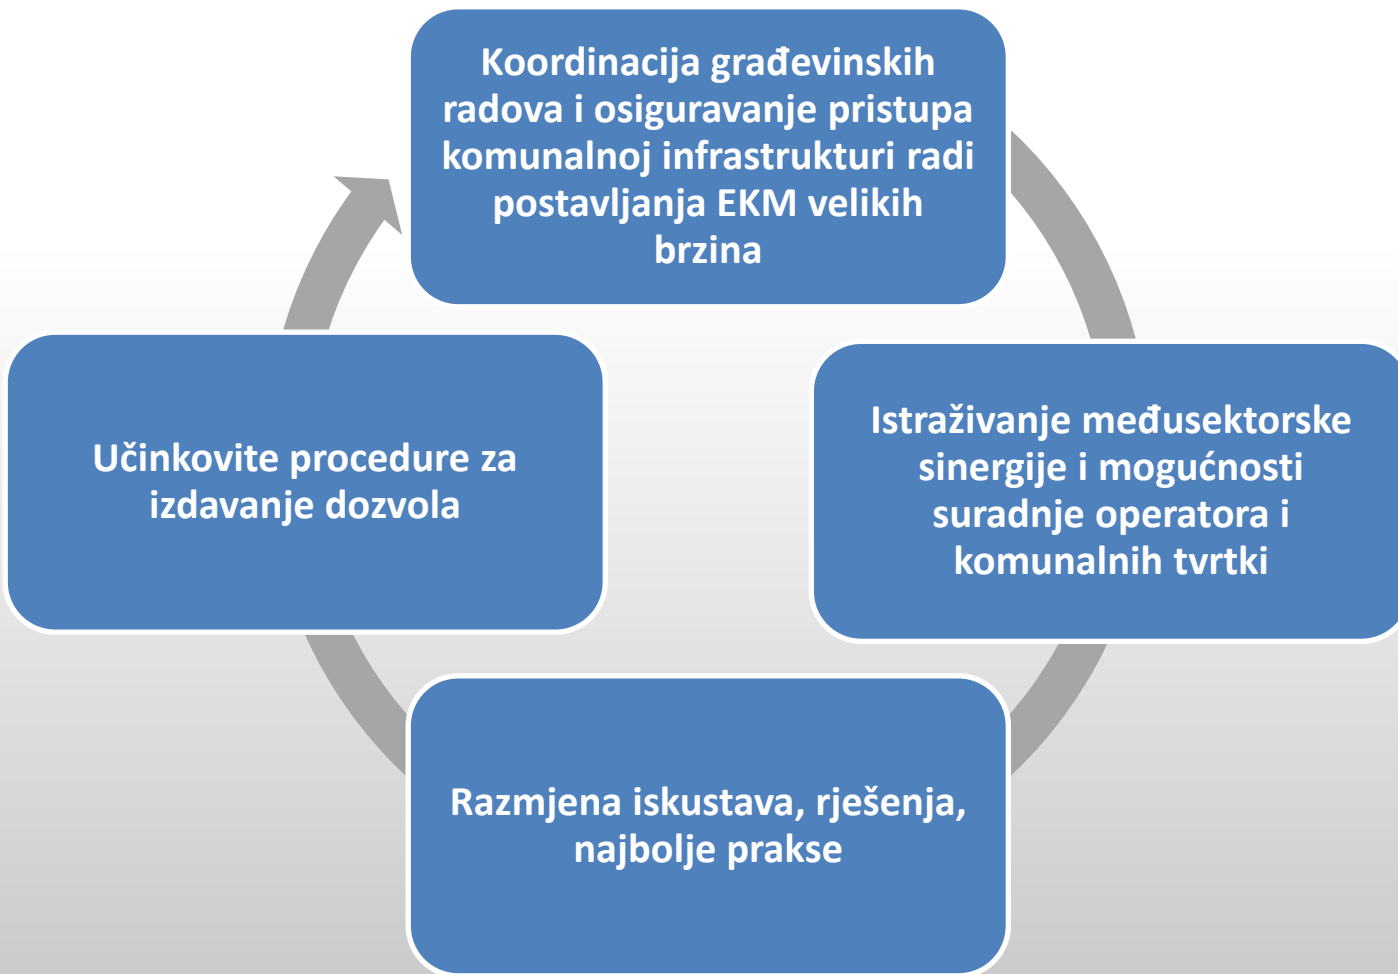 Koordinacija građevinskih
radova i osiguravanje pristupa
komunalnoj infrastrukturi radi
postavljanja EKM velikih
brzina
Istraživanje međusektorske
sinergije i mogućnosti
suradnje operatora i
komunalnih tvrtki
Razmjena iskustava, rješenja,
najbolje prakse
Učinkovite procedure za
izdavanje dozvola